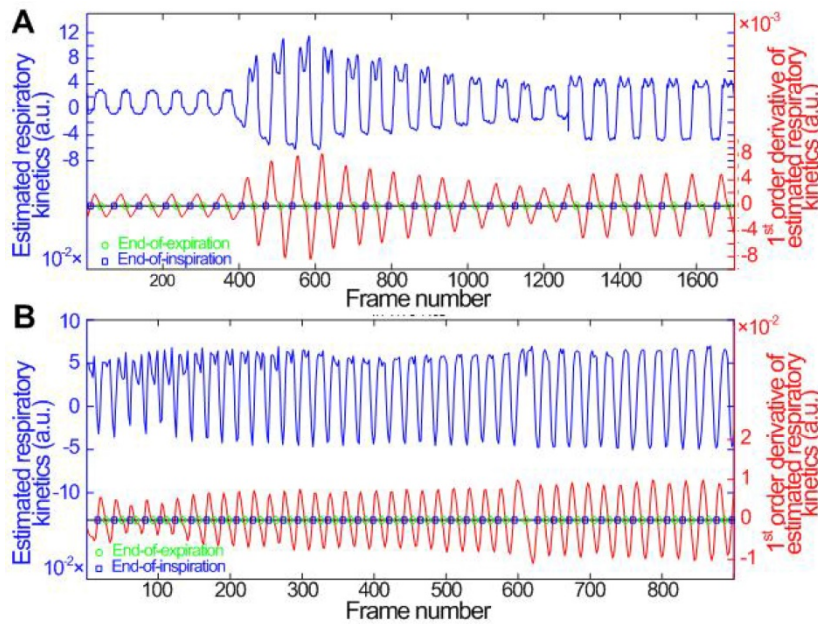 A
Estimated respiratory
kinetics (a.u.)
12
8
4
0
-4
-8
10⁻²×
×10⁻³
8
4
0
-4
-8
1st order derivative of
estimated respiratory
kinetics (a.u.)
End-of-expiration
End-of-inspiration
200
400
600
800
1000
1200
1400
1600
Frame number
B
Estimated respiratory
kinetics (a.u.)
10
5
0
-5
-10
10⁻²×
×10⁻²
2
1
0
-1
1st order derivative of
estimated respiratory
kinetics (a.u.)
End-of-expiration
End-of-inspiration
100
200
300
400
500
600
700
800
Frame number